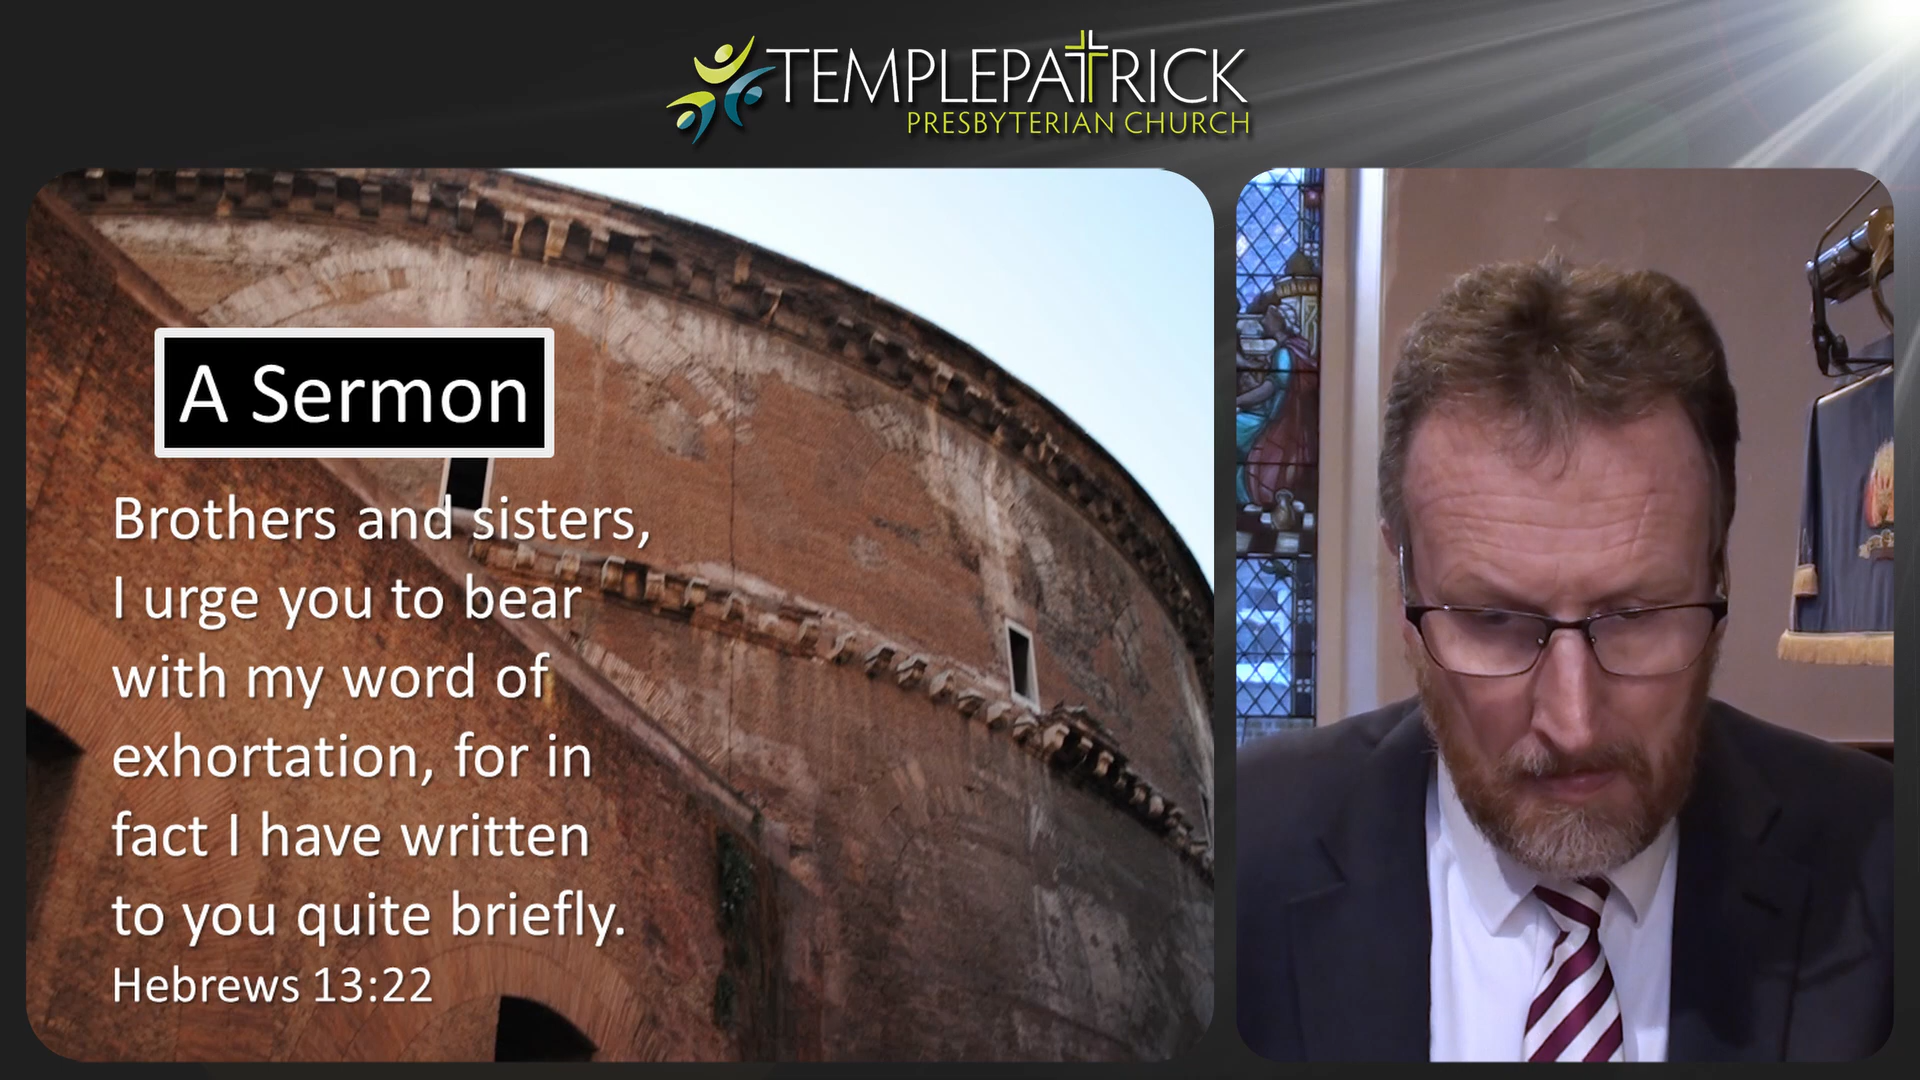 TEMPLEPATRICK
PRESBYTERIAN CHURCH
A Sermon
Brothers and sisters,
I urge you to bear
with my word of
exhortation, for in
fact I have written
to you quite briefly.
Hebrews 13:22